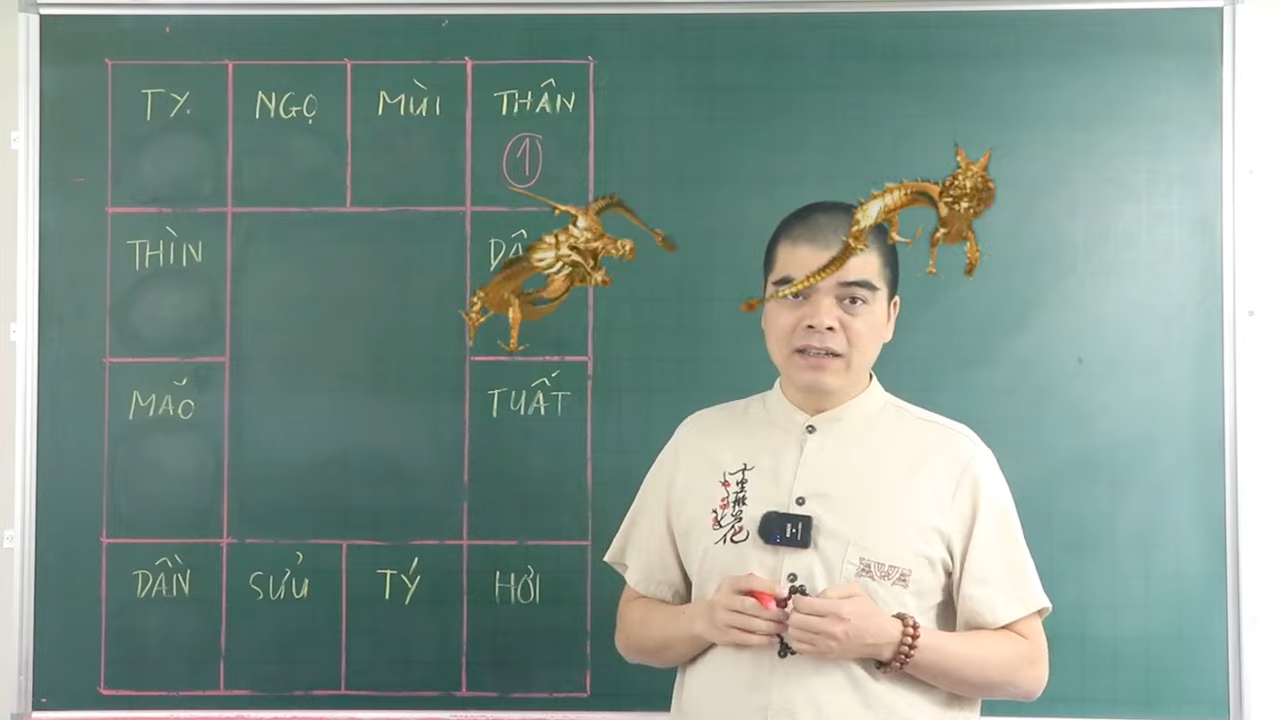 TỴ. NGỌ MÙI THÂN
①
THÌN
MÃO TUẤT
DẦN SỬU TÝ HỢI